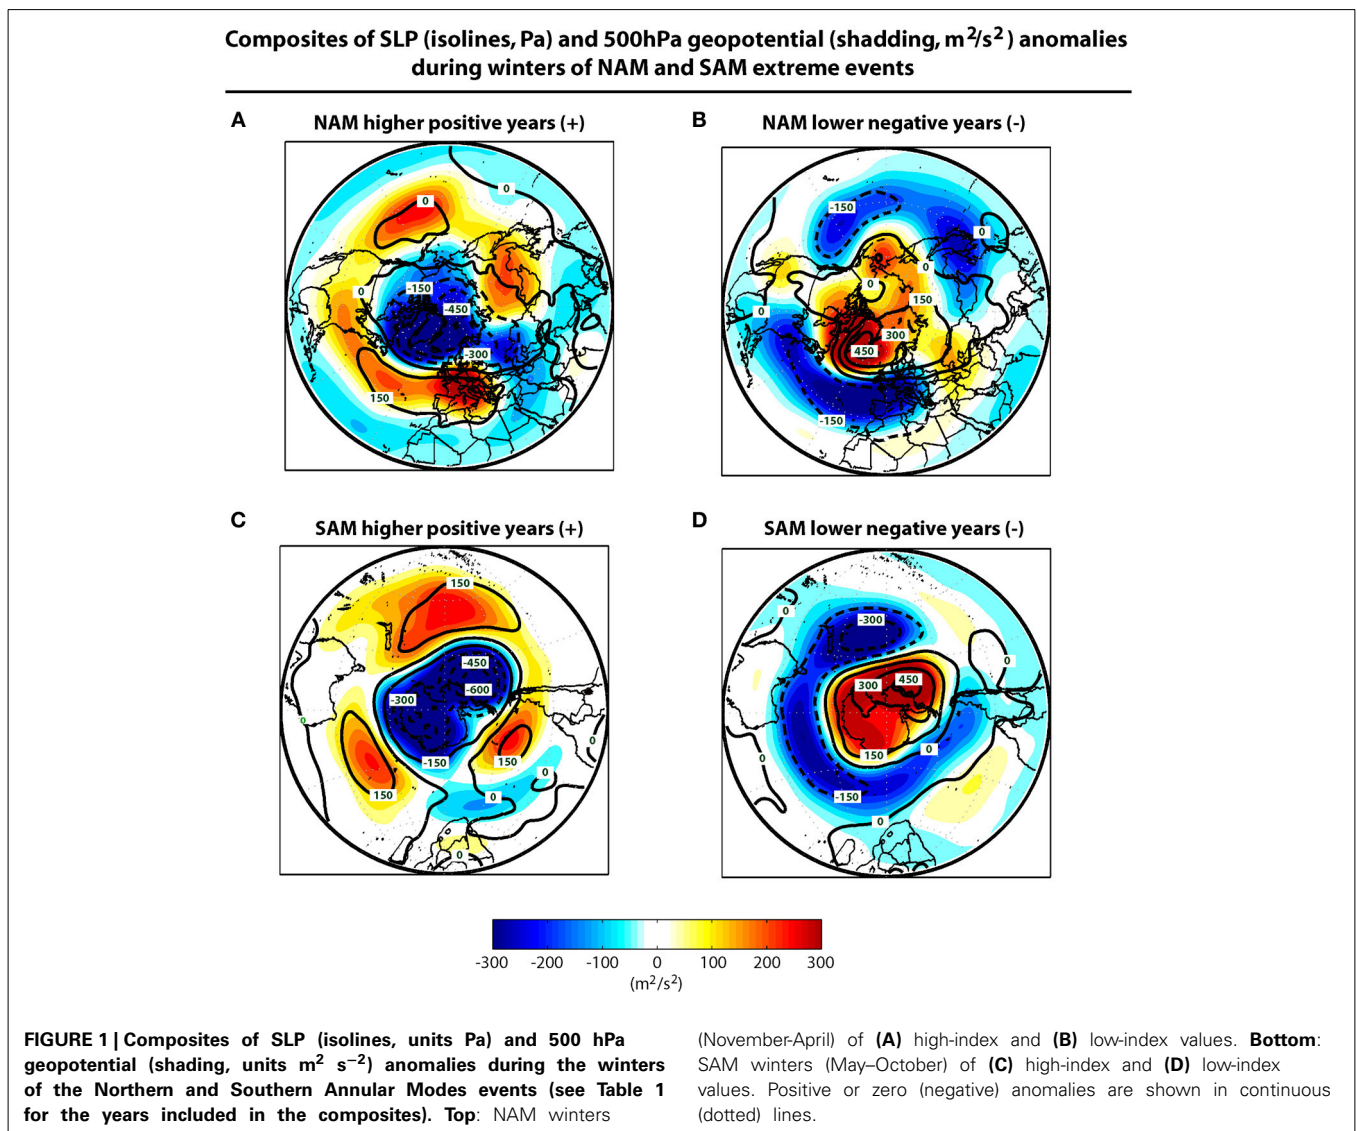 Composites of SLP (isolines, Pa) and 500hPa geopotential (shadding, m²/s²) anomalies
during winters of NAM and SAM extreme events
A
NAM higher positive years (+)
B
NAM lower negative years (-)
0
0
0
-150
-450
-300
150
-150
0
0
0
150
0
300
450
-150
C
SAM higher positive years (+)
D
SAM lower negative years (-)
150
-450
-600
-300
0
0
150
-150
0
150
0
0
0
-300
0
450
300
150
0
0
-150
0
-300 -200 -100 0 100 200 300
(m²/s²)
FIGURE 1 | Composites of SLP (isolines, units Pa) and 500 hPa
geopotential (shading, units m² s⁻²) anomalies during the winters
of the Northern and Southern Annular Modes events (see Table 1
for the years included in the composites). Top: NAM winters
(November-April) of (A) high-index and (B) low-index values. Bottom:
SAM winters (May–October) of (C) high-index and (D) low-index
values. Positive or zero (negative) anomalies are shown in continuous
(dotted) lines.